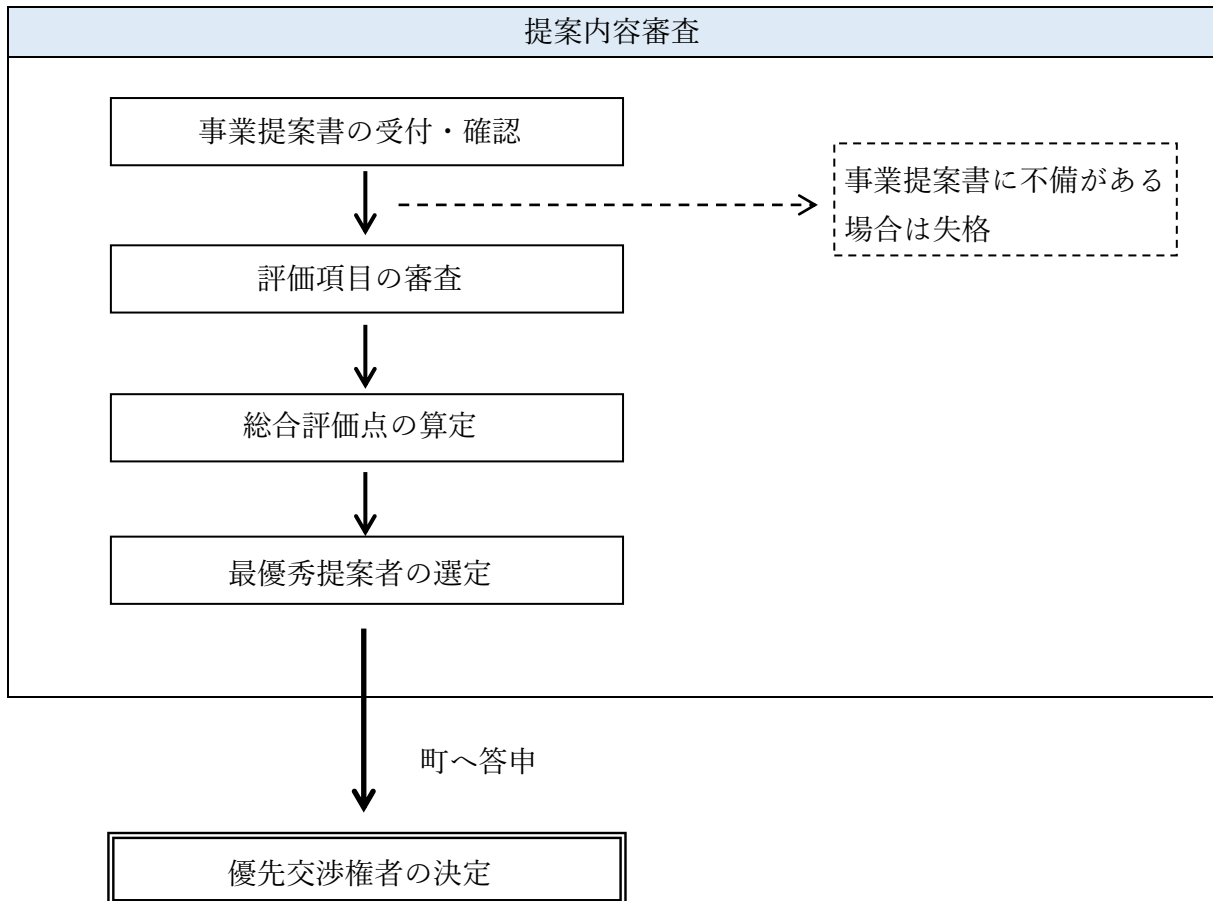 提案内容審査
事業提案書の受付・確認
事業提案書に不備がある
場合は失格
評価項目の審査
総合評価点の算定
最優秀提案者の選定
町へ答申
優先交渉権者の決定